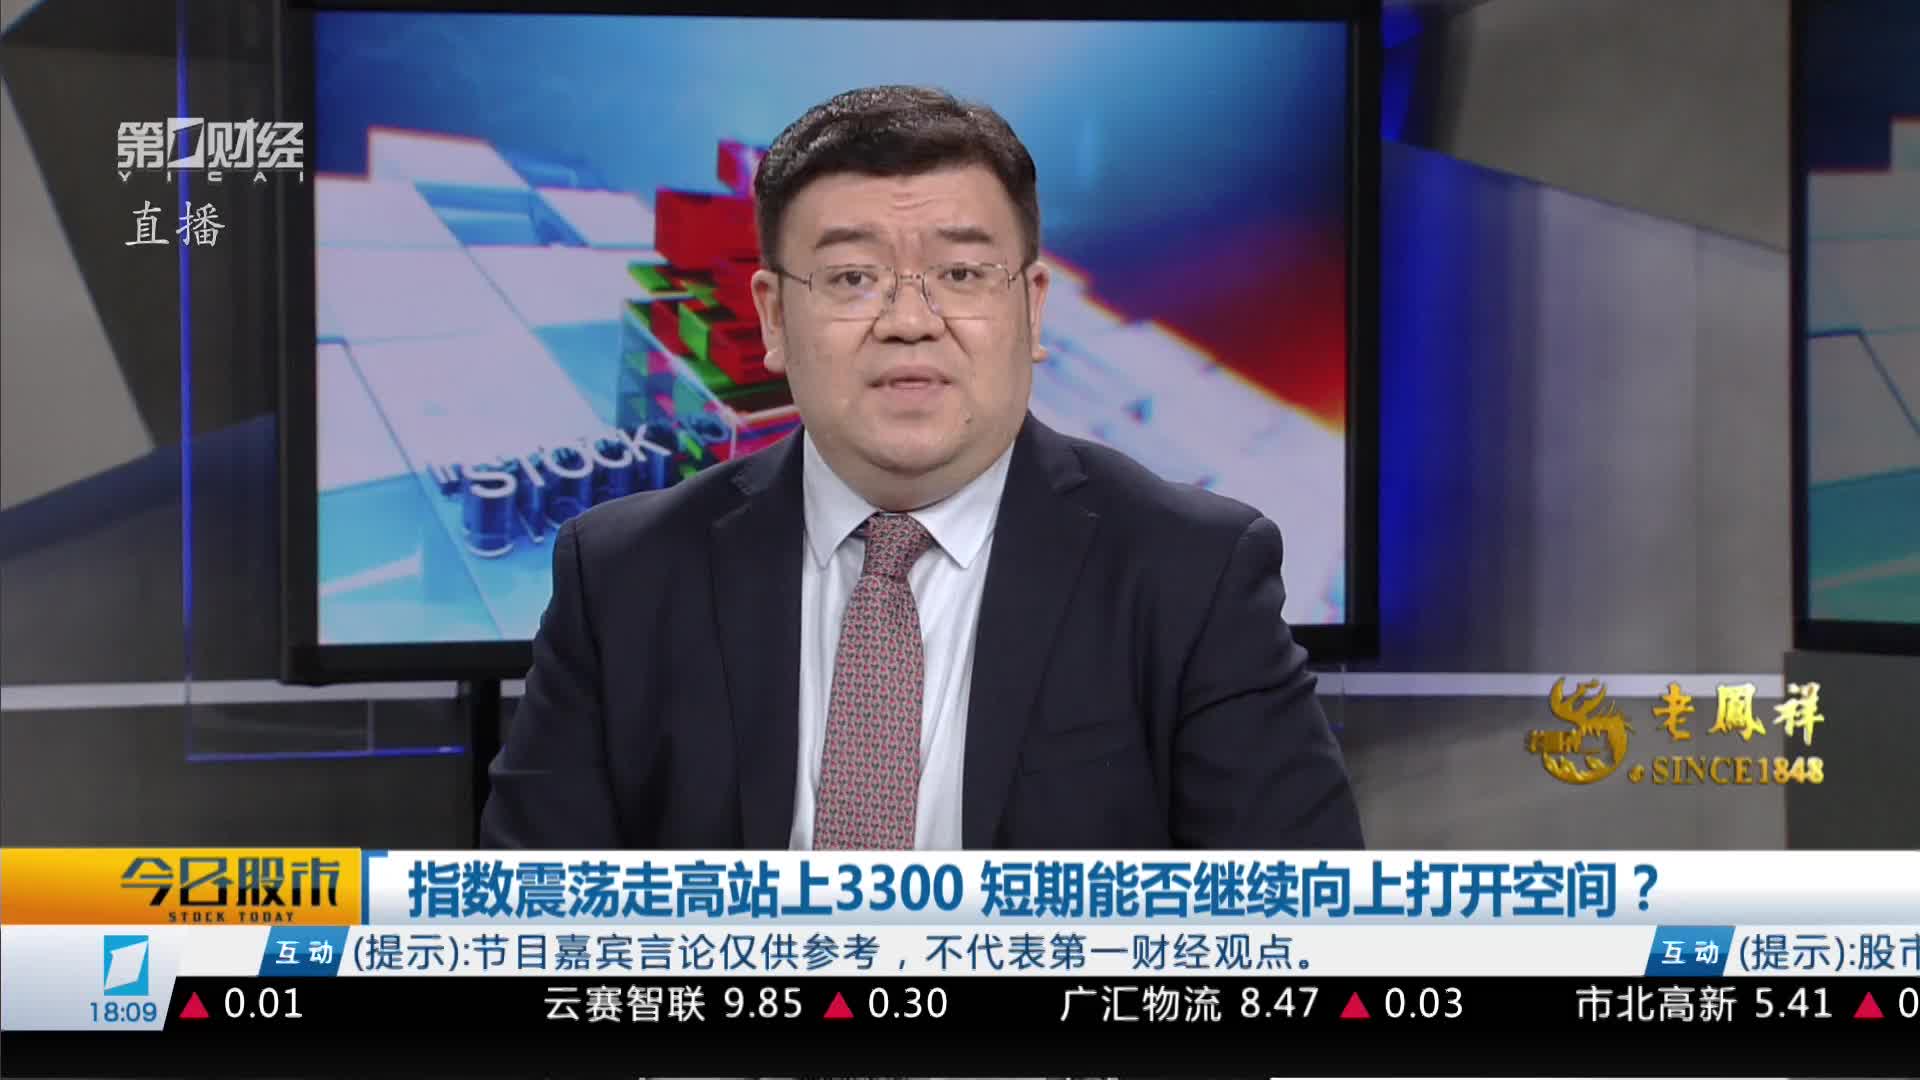 第1财经
YICAI
直播
"STOCK
老鳳祥
SINCE1848
今日股市
STOCK TODAY
指数震荡走高站上3300 短期能否继续向上打开空间？
互动 (提示):节目嘉宾言论仅供参考，不代表第一财经观点。 互动 (提示):股市
18:09 ▲ 0.01 云赛智联 9.85 ▲ 0.30 广汇物流 8.47 ▲ 0.03 市北高新 5.41 ▲ 0